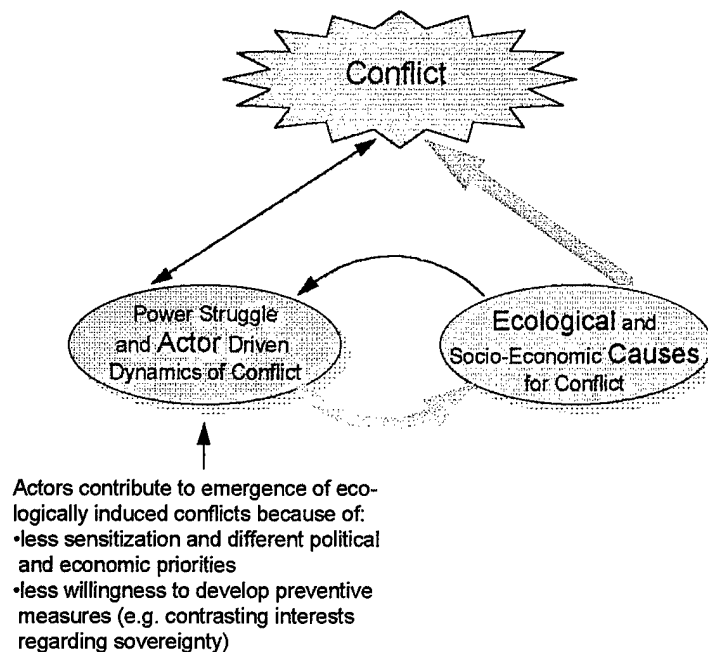 Conflict
Power Struggle
and Actor Driven
Dynamics of Conflict
Ecological and
Socio-Economic Causes
for Conflict
Actors contribute to emergence of eco-
logically induced conflicts because of:
•less sensitization and different political
and economic priorities
•less willingness to develop preventive
measures (e.g. contrasting interests
regarding sovereignty)